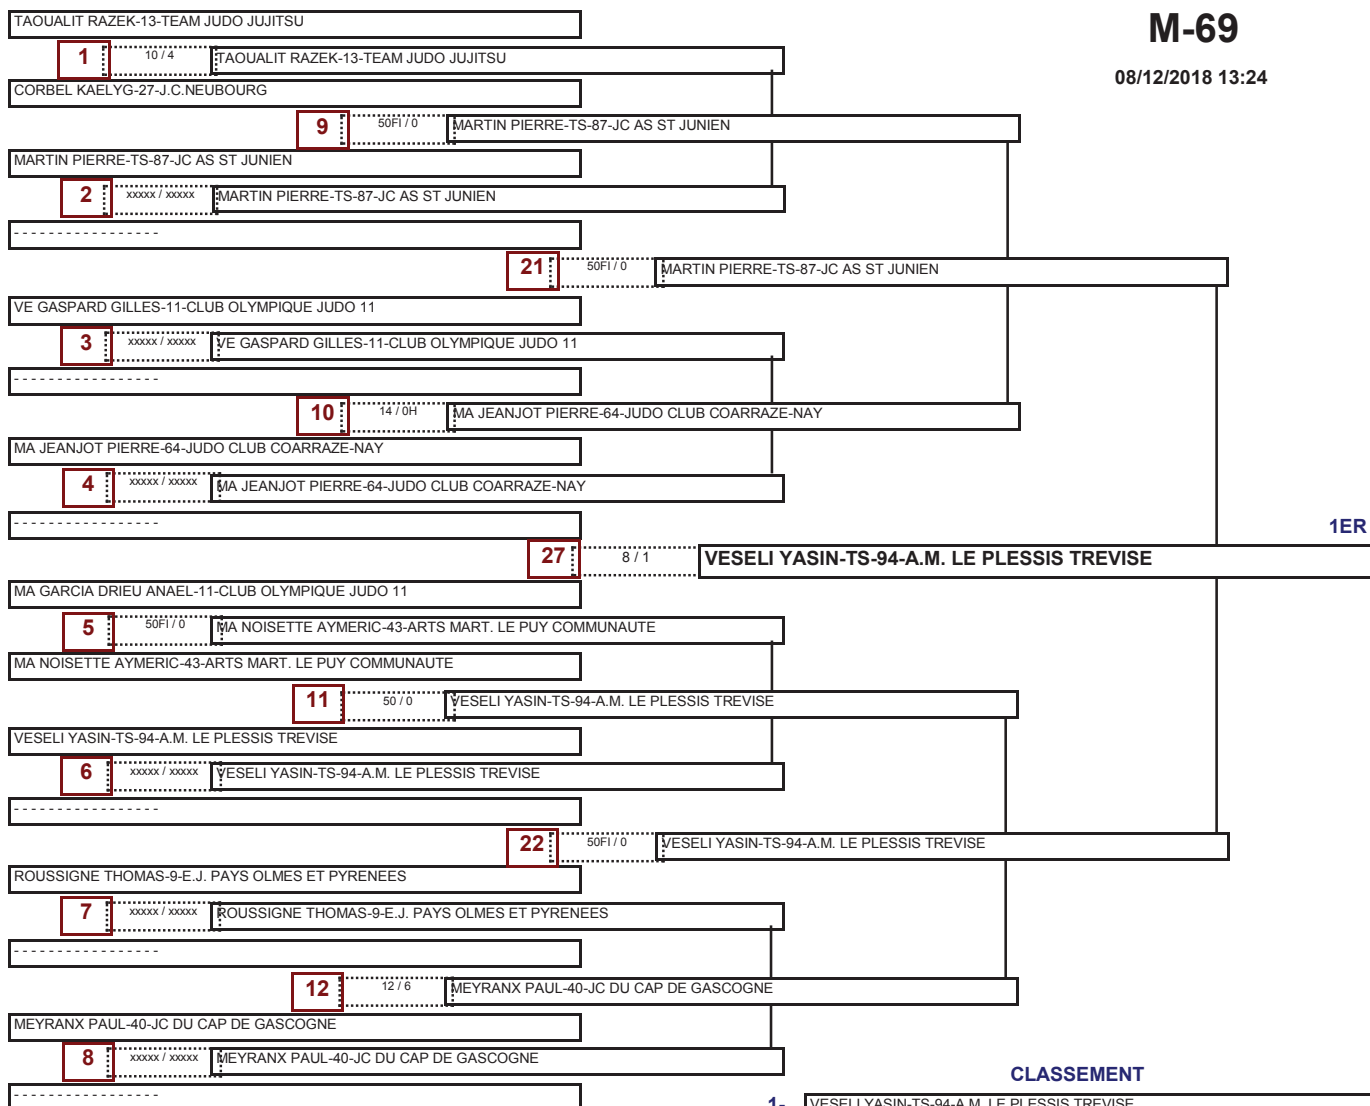 TAOUALIT RAZEK-13-TEAM JUDO JUJITSU
M-69
1
10 / 4
TAOUALIT RAZEK-13-TEAM JUDO JUJITSU
08/12/2018 13:24
CORBEL KAELYG-27-J.C.NEUBOURG
9
50FI / 0
MARTIN PIERRE-TS-87-JC AS ST JUNIEN
MARTIN PIERRE-TS-87-JC AS ST JUNIEN
2
xxxxx / xxxxx
MARTIN PIERRE-TS-87-JC AS ST JUNIEN
- - - - - - - - - - - - - - - - -
21
50FI / 0
MARTIN PIERRE-TS-87-JC AS ST JUNIEN
VE GASPARD GILLES-11-CLUB OLYMPIQUE JUDO 11
3
xxxxx / xxxxx
VE GASPARD GILLES-11-CLUB OLYMPIQUE JUDO 11
- - - - - - - - - - - - - - - - -
10
14 / 0H
MA JEANJOT PIERRE-64-JUDO CLUB COARRAZE-NAY
MA JEANJOT PIERRE-64-JUDO CLUB COARRAZE-NAY
4
xxxxx / xxxxx
MA JEANJOT PIERRE-64-JUDO CLUB COARRAZE-NAY
- - - - - - - - - - - - - - - - -
1ER
27
8 / 1
VESELI YASIN-TS-94-A.M. LE PLESSIS TREVISE
MA GARCIA DRIEU ANAEL-11-CLUB OLYMPIQUE JUDO 11
5
50FI / 0
MA NOISETTE AYMERIC-43-ARTS MART. LE PUY COMMUNAUTE
MA NOISETTE AYMERIC-43-ARTS MART. LE PUY COMMUNAUTE
11
50 / 0
VESELI YASIN-TS-94-A.M. LE PLESSIS TREVISE
VESELI YASIN-TS-94-A.M. LE PLESSIS TREVISE
6
xxxxx / xxxxx
VESELI YASIN-TS-94-A.M. LE PLESSIS TREVISE
- - - - - - - - - - - - - - - - -
22
50FI / 0
VESELI YASIN-TS-94-A.M. LE PLESSIS TREVISE
ROUSSIGNE THOMAS-9-E.J. PAYS OLMES ET PYRENEES
7
xxxxx / xxxxx
ROUSSIGNE THOMAS-9-E.J. PAYS OLMES ET PYRENEES
- - - - - - - - - - - - - - - - -
12
12 / 6
MEYRANX PAUL-40-JC DU CAP DE GASCOGNE
MEYRANX PAUL-40-JC DU CAP DE GASCOGNE
8
xxxxx / xxxxx
MEYRANX PAUL-40-JC DU CAP DE GASCOGNE
CLASSEMENT
- - - - - - - - - - - - - - - - -
1-
VESELI YASIN-TS-94-A.M. LE PLESSIS TREVISE